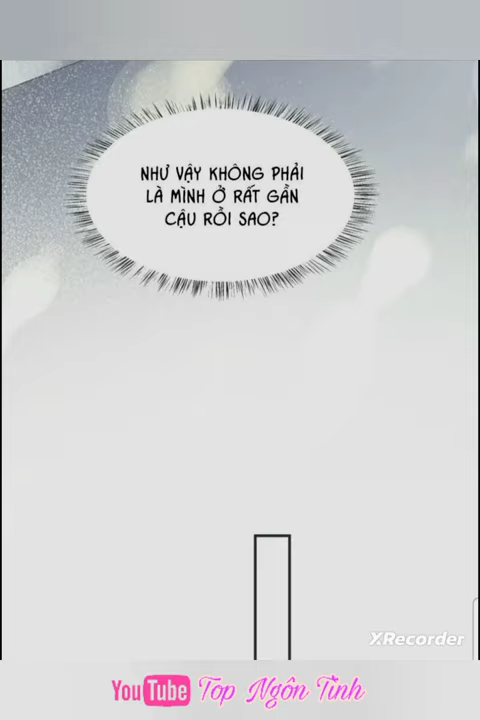 NHƯ VẬY KHÔNG PHẢI
LÀ MÌNH Ở RẤT GẦN
CẬU RỒI SAO?
XRecorder
YouTube Top Ngôn Tình